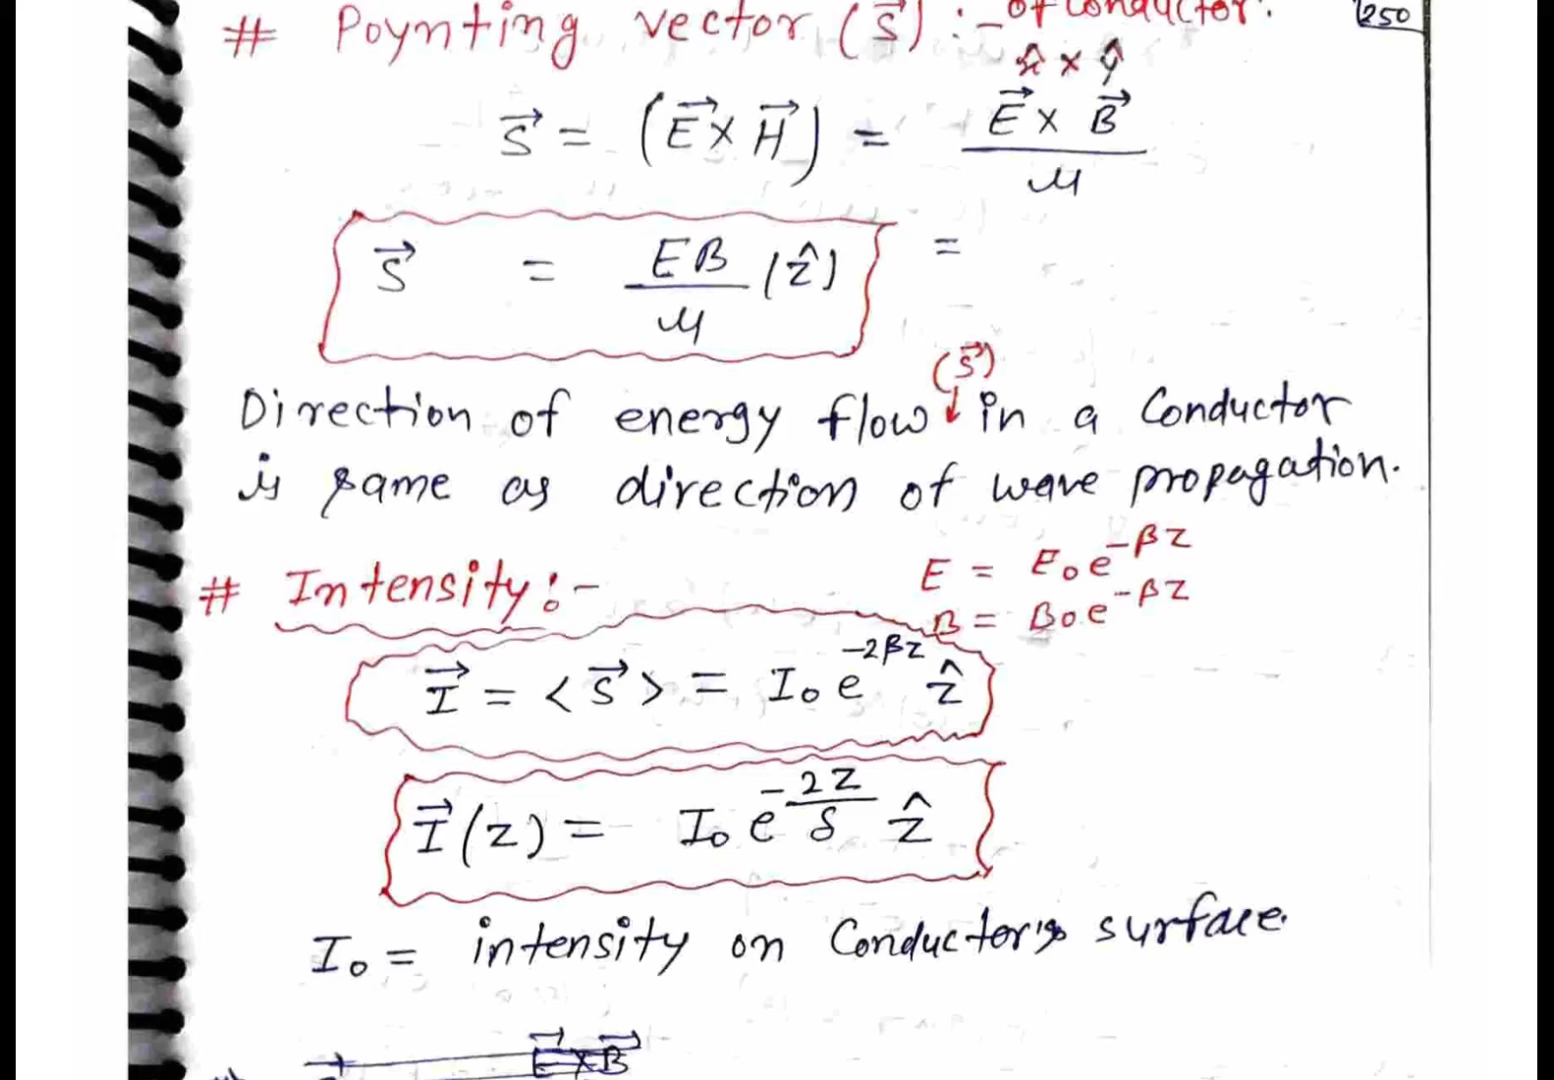 # Poynting vector (S⃗) :- of conductor. 250
x̂ × ŷ
S⃗ = (E⃗ × H⃗) = E⃗ × B⃗ / μ
S⃗ = EB/μ (ẑ) =
(S⃗)
Direction of energy flow ↓ in a Conductor
is same as direction of wave propagation.
E = E₀e^-βz
# Intensity :-
B = B₀e^-βz
I⃗ = <S⃗> = I₀ e^-2βz ẑ
I⃗(z) = I₀ e^-2z/δ ẑ
I₀ = intensity on Conductor's surface.
E⃗ × B⃗